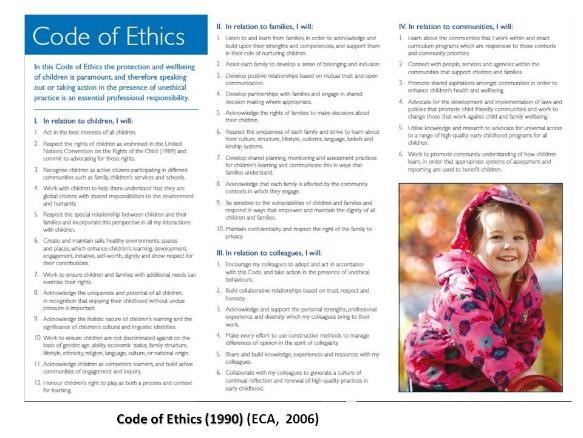 Code of Ethics
In this Code of Ethics the protection and wellbeing
of children is paramount, and therefore speaking
out or taking action in the presence of unethical
practice is an essential professional responsibility.
I. In relation to children, I will:
1. Act in the best interests of all children.
2. Respect the rights of children as enshrined in the United
Nations Convention on the Rights of the Child (1989) and
commit to advocating for these rights.
3. Recognise children as active citizens participating in different
communities such as family, children's services and schools.
4. Work with children to help them understand that they are
global citizens with shared responsibilities to the environment
and humanity.
5. Respect the special relationship between children and their
families and incorporate this perspective in all my interactions
with children.
6. Create and maintain safe, healthy environments, spaces
and places, which enhance children's learning, development,
engagement, initiative, self-worth, dignity and show respect for
their contributions.
7. Work to ensure children and families with additional needs can
exercise their rights.
8. Acknowledge the uniqueness and potential of all children,
in recognition that enjoying their childhood without undue
pressure is important.
9. Acknowledge the holistic nature of children's learning and the
significance of children's cultural and linguistic identities.
10. Work to ensure children are not discriminated against on the
basis of gender, age, ability, economic status, family structure,
lifestyle, ethnicity, religion, language, culture, or national origin.
11. Acknowledge children as competent learners, and build active
communities of engagement and inquiry.
12. Honour children's right to play, as both a process and context
for learning.
II. In relation to families, I will:
1. Listen to and learn from families, in order to acknowledge and
build upon their strengths and competencies, and support them
in their role of nurturing children.
2. Assist each family to develop a sense of belonging and inclusion.
3. Develop positive relationships based on mutual trust and open
communication.
4. Develop partnerships with families and engage in shared
decision making where appropriate.
5. Acknowledge the rights of families to make decisions about
their children.
6. Respect the uniqueness of each family and strive to learn about
their culture, structure, lifestyle, customs, language, beliefs and
kinship systems.
7. Develop shared planning, monitoring and assessment practices
for children's learning and communicate this in ways that
families understand.
8. Acknowledge that each family is affected by the community
contexts in which they engage.
9. Be sensitive to the vulnerabilities of children and families and
respond in ways that empower and maintain the dignity of all
children and families.
10. Maintain confidentiality and respect the right of the family to
privacy.
III. In relation to colleagues, I will:
1. Encourage my colleagues to adopt and act in accordance
with this Code, and take action in the presence of unethical
behaviours.
2. Build collaborative relationships based on trust, respect and
honesty.
3. Acknowledge and support the personal strengths, professional
experience and diversity which my colleagues bring to their
work.
4. Make every effort to use constructive methods to manage
differences of opinion in the spirit of collegiality.
5. Share and build knowledge, experiences and resources with my
colleagues.
6. Collaborate with my colleagues to generate a culture of
continual reflection and renewal of high-quality practices in
early childhood.
IV. In relation to communities, I will:
1. Learn about the communities that I work within and enact
curriculum programs which are responsive to those contexts
and community priorities.
2. Connect with people, services and agencies within the
communities that support children and families.
3. Promote shared aspirations amongst communities in order to
enhance children's health and wellbeing.
4. Advocate for the development and implementation of laws and
policies that promote child-friendly communities and work to
change those that work against child and family wellbeing.
5. Utilise knowledge and research to advocate for universal access
to a range of high-quality early childhood programs for all
children.
6. Work to promote community understanding of how children
learn, in order that appropriate systems of assessment and
reporting are used to benefit children.
Code of Ethics (1990) (ECA, 2006)